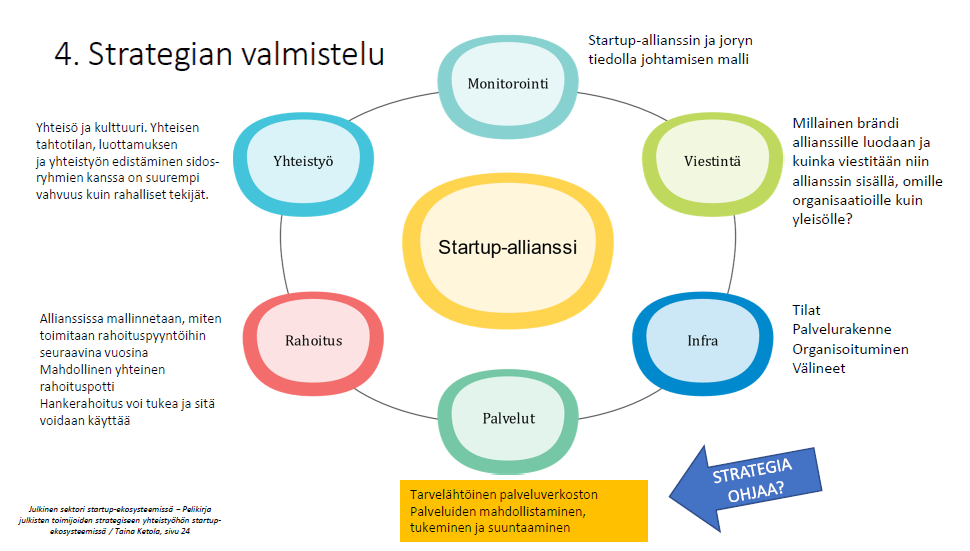 4. Strategian valmistelu
Startup-allianssin ja joryn
tiedolla johtamisen malli
Monitorointi
Yhteisö ja kulttuuri. Yhteisen
tahtotilan, luottamuksen
ja yhteistyön edistäminen sidos-
ryhmien kanssa on suurempi
vahvuus kuin rahalliset tekijät.
Yhteistyö
Viestintä
Millainen brändi
allianssille luodaan ja
kuinka viestitään niin
allianssin sisällä, omille
organisaatioille kuin
yleisölle?
Startup-allianssi
Allianssissa mallinnetaan, miten
toimitaan rahoituspyyntöihin
seuraavina vuosina
Mahdollinen yhteinen
rahoituspotti
Hankerahoitus voi tukea ja sitä
voidaan käyttää
Rahoitus
Infra
Tilat
Palvelurakenne
Organisoituminen
Välineet
Palvelut
STRATEGIA
OHJAA?
Tarvelähtöinen palveluverkoston
Palveluiden mahdollistaminen,
tukeminen ja suuntaaminen
Julkinen sektori startup-ekosysteemissä – Pelikirja
julkisten toimijoiden strategiseen yhteistyöhön startup-
ekosysteemissä / Taina Ketola, sivu 24